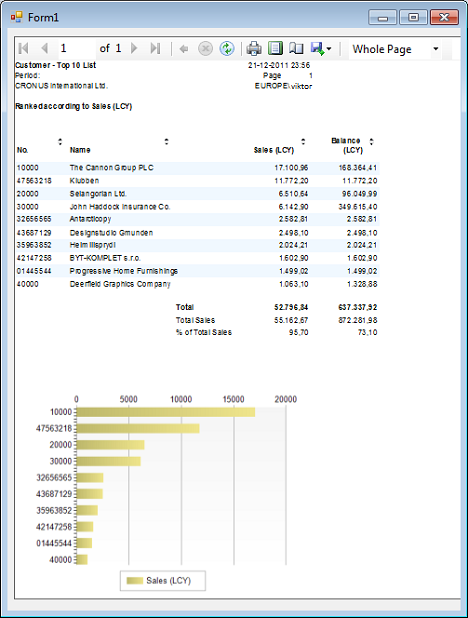 Form1
1 of 1 Whole Page
Customer - Top 10 List 21-12-2011 23:56
Period: Page 1
CRONUS International Ltd. EUROPE\viktor
Ranked according to Sales (LCY)
No. Name Sales (LCY) Balance (LCY)
10000 The Cannon Group PLC 17.100,96 168.364,41
47563218 Klubben 11.772,20 11.772,20
20000 Selangorian Ltd. 6.510,64 96.049,99
30000 John Haddock Insurance Co. 6.142,90 349.615,40
32656565 Antarcticopy 2.582,81 2.582,81
43687129 Designstudio Gmunden 2.498,10 2.498,10
35963852 Heimilisprydi 2.024,21 2.024,21
42147258 BYT-KOMPLET s.r.o. 1.602,90 1.602,90
01445544 Progressive Home Furnishings 1.499,02 1.499,02
40000 Deerfield Graphics Company 1.063,10 1.328,88
Total 52.796,84 637.337,92
Total Sales 55.162,67 872.281,98
% of Total Sales 95,70 73,10
0 5000 10000 15000 20000
10000
47563218
20000
30000
32656565
43687129
35963852
42147258
01445544
40000
Sales (LCY)